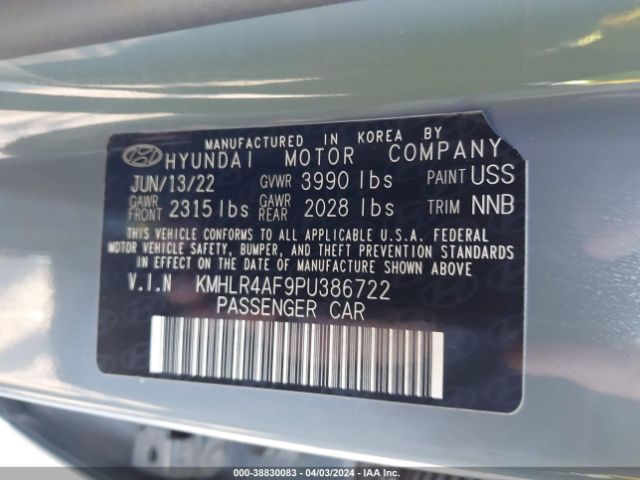 MANUFACTURED IN KOREA BY
HYUNDAI MOTOR COMPANY
JUN/13/22 GVWR 3990 lbs PAINT USS
GAWR FRONT 2315 lbs GAWR REAR 2028 lbs TRIM NNB
THIS VEHICLE CONFORMS TO ALL APPLICABLE U.S.A. FEDERAL
MOTOR VEHICLE SAFETY, BUMPER, AND THEFT PREVENTION STANDARDS
IN EFFECT ON THE DATE OF MANUFACTURE SHOWN ABOVE
V.I.N KMHLR4AF9PU386722
PASSENGER CAR
000-38830083 - 04/03/2024 - IAAI.com